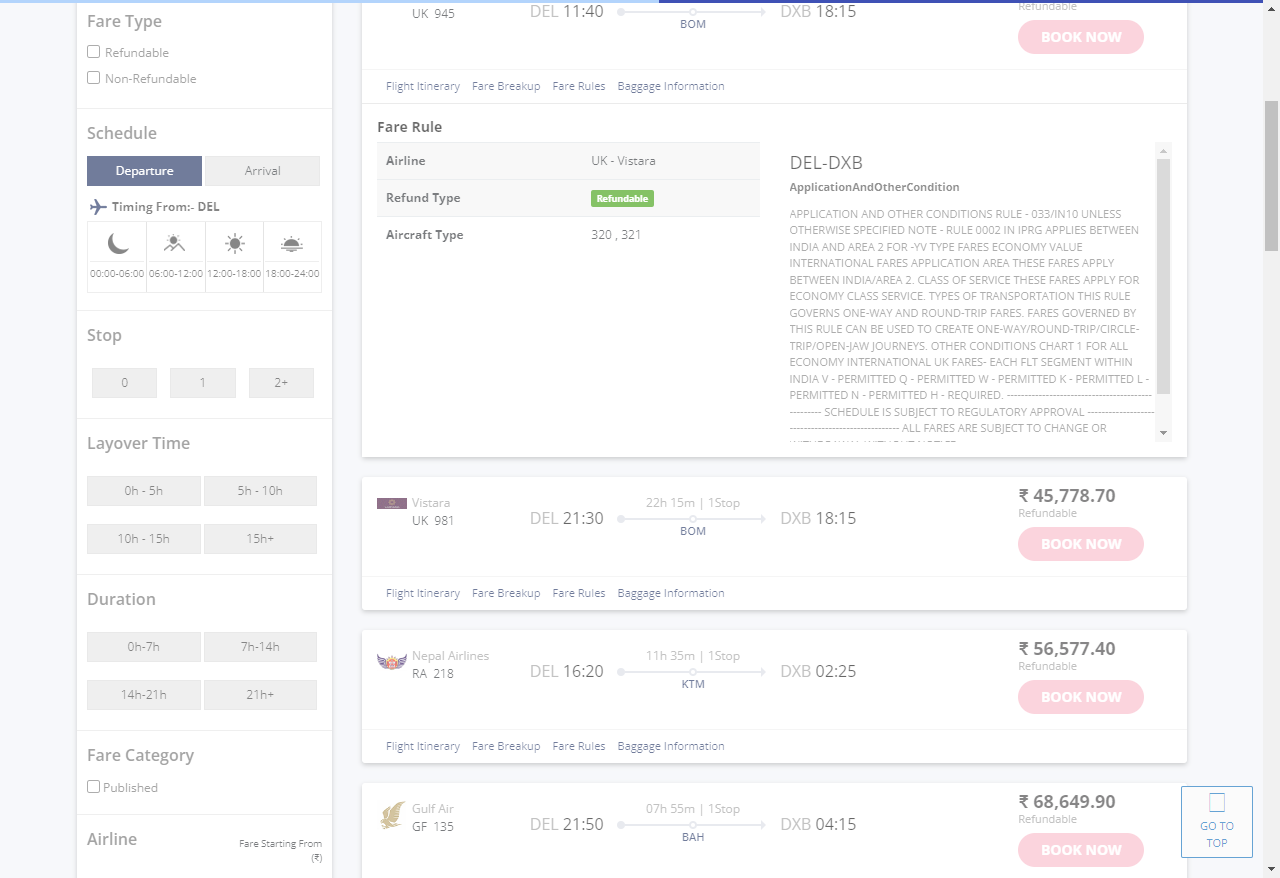 Fare Type
Refundable
Non-Refundable
Schedule
Departure
Arrival
Timing From:- DEL
00:00-06:00
06:00-12:00
12:00-18:00
18:00-24:00
Stop
0
1
2+
Layover Time
0h - 5h
5h - 10h
10h - 15h
15h+
Duration
0h-7h
7h-14h
14h-21h
21h+
Fare Category
Published
Airline
Fare Starting From
(₹)
UK 945
DEL 11:40
BOM
DXB 18:15
Refundable
BOOK NOW
Flight Itinerary
Fare Breakup
Fare Rules
Baggage Information
Fare Rule
Airline
UK - Vistara
Refund Type
Refundable
Aircraft Type
320 , 321
DEL-DXB
ApplicationAndOtherCondition
APPLICATION AND OTHER CONDITIONS RULE - 033/IN10 UNLESS
OTHERWISE SPECIFIED NOTE - RULE 0002 IN IPRG APPLIES BETWEEN
INDIA AND AREA 2 FOR -YV TYPE FARES ECONOMY VALUE
INTERNATIONAL FARES APPLICATION AREA THESE FARES APPLY
BETWEEN INDIA/AREA 2. CLASS OF SERVICE THESE FARES APPLY FOR
ECONOMY CLASS SERVICE. TYPES OF TRANSPORTATION THIS RULE
GOVERNS ONE-WAY AND ROUND-TRIP FARES. FARES GOVERNED BY
THIS RULE CAN BE USED TO CREATE ONE-WAY/ROUND-TRIP/CIRCLE-
TRIP/OPEN-JAW JOURNEYS. OTHER CONDITIONS CHART 1 FOR ALL
ECONOMY INTERNATIONAL UK FARES- EACH FLT SEGMENT WITHIN
INDIA V - PERMITTED Q - PERMITTED W - PERMITTED K - PERMITTED L -
PERMITTED N - PERMITTED H - REQUIRED. -----------------------------------------
--------- SCHEDULE IS SUBJECT TO REGULATORY APPROVAL -------------------
------------------------------- ALL FARES ARE SUBJECT TO CHANGE OR
Vistara
UK 981
DEL 21:30
22h 15m | 1Stop
BOM
DXB 18:15
₹ 45,778.70
Refundable
BOOK NOW
Flight Itinerary
Fare Breakup
Fare Rules
Baggage Information
Nepal Airlines
RA 218
DEL 16:20
11h 35m | 1Stop
KTM
DXB 02:25
₹ 56,577.40
Refundable
BOOK NOW
Flight Itinerary
Fare Breakup
Fare Rules
Baggage Information
Gulf Air
GF 135
DEL 21:50
07h 55m | 1Stop
BAH
DXB 04:15
₹ 68,649.90
Refundable
BOOK NOW
GO TO
TOP